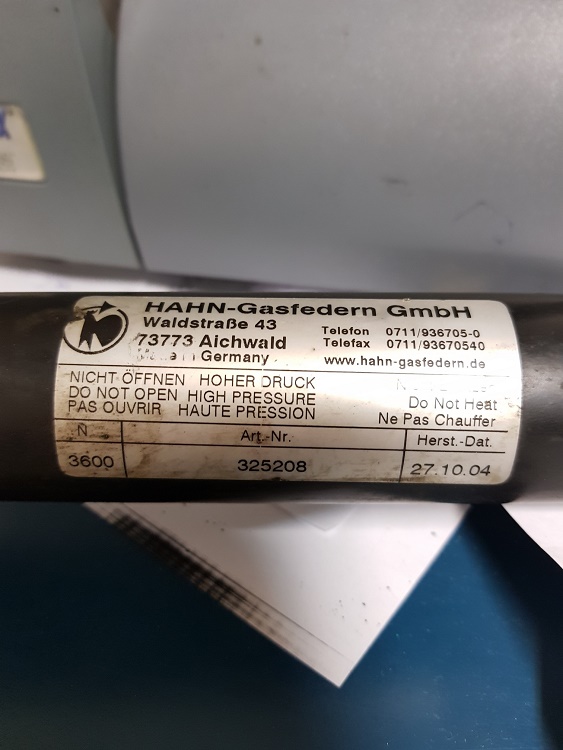 HAHN-Gasfedern GmbH
Waldstraße 43
73773 Aichwald
Germany
Telefon 0711/936705-0
Telefax 0711/93670540
www.hahn-gasfedern.de
NICHT ÖFFNEN HOHER DRUCK
DO NOT OPEN HIGH PRESSURE
Do Not Heat
PAS OUVRIR HAUTE PRESSION
Ne Pas Chauffer
N Art.-Nr. Herst.-Dat.
3600 325208 27.10.04